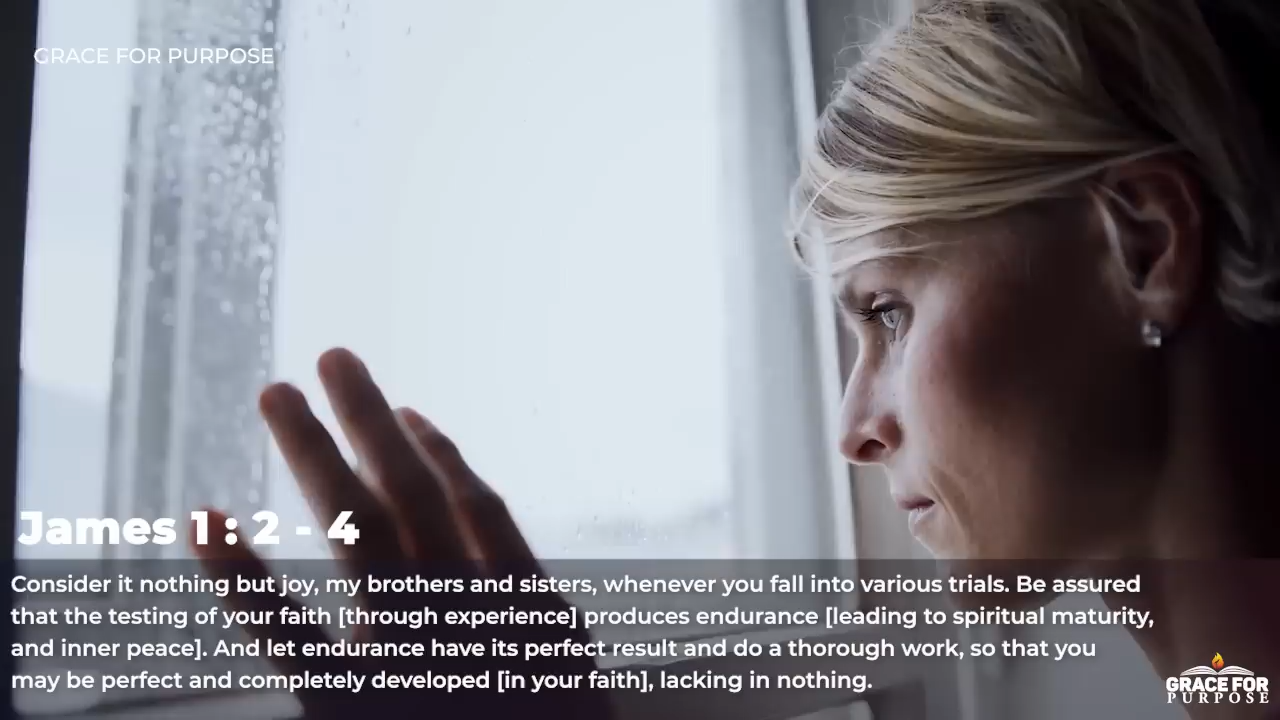 GRACE FOR PURPOSE
James 1 : 2 - 4
Consider it nothing but joy, my brothers and sisters, whenever you fall into various trials. Be assured
that the testing of your faith [through experience] produces endurance [leading to spiritual maturity,
and inner peace]. And let endurance have its perfect result and do a thorough work, so that you
may be perfect and completely developed [in your faith], lacking in nothing.
GRACE FOR
PURPOSE